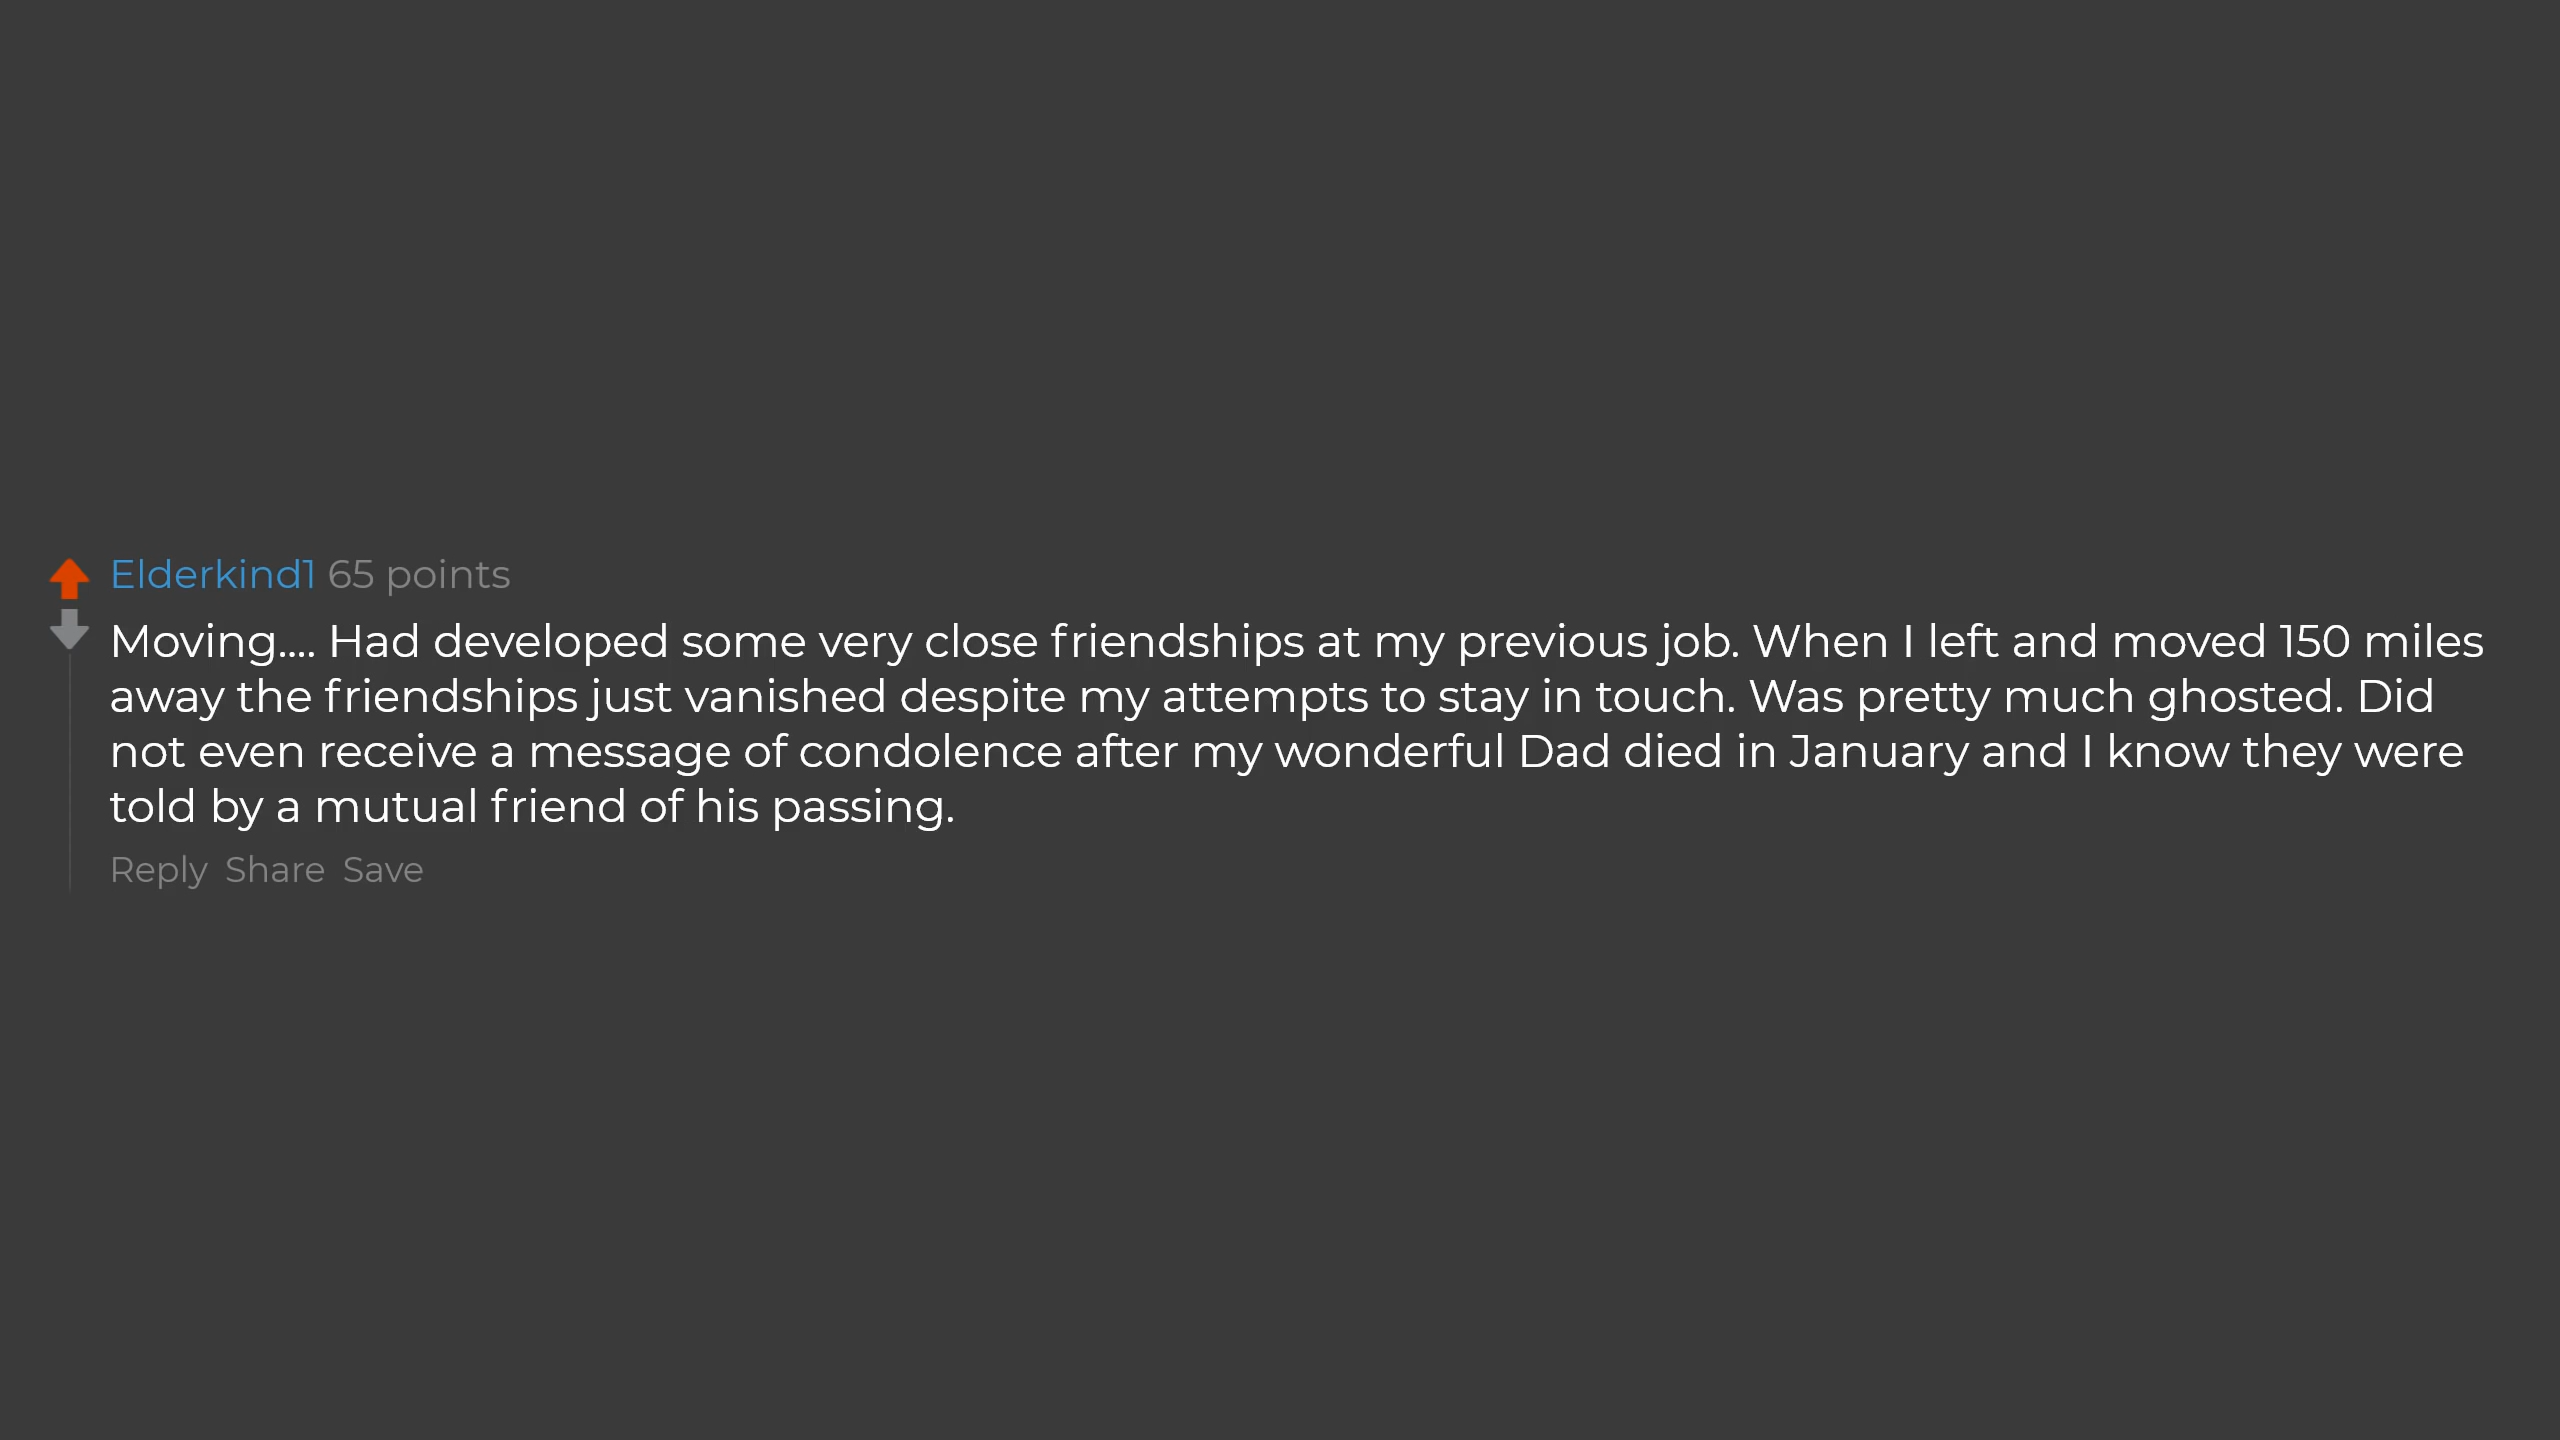 Elderkind1 65 points
Moving.... Had developed some very close friendships at my previous job. When I left and moved 150 miles
away the friendships just vanished despite my attempts to stay in touch. Was pretty much ghosted. Did
not even receive a message of condolence after my wonderful Dad died in January and I know they were
told by a mutual friend of his passing.
Reply Share Save